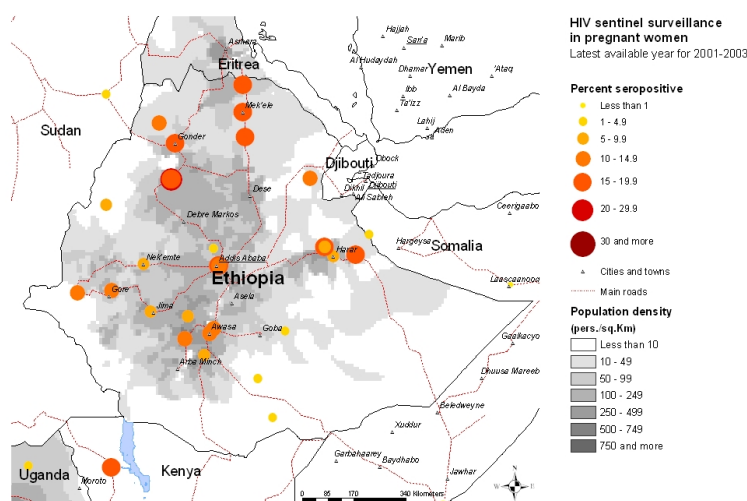 HIV sentinel surveillance
in pregnant women
Latest available year for 2001-2003
Percent seropositive
Less than 1
1 - 4.9
5 - 9.9
10 - 14.9
15 - 19.9
20 - 29.9
30 and more
Cities and towns
Main roads
Population density
(pers./sq.Km)
Less than 10
10 - 49
50 - 99
100 - 249
250 - 499
500 - 749
750 and more
Hajjah
Asmera
San'a
Marib
Eritrea
Al Hudaydah
Dhamar
Yemen
'Ataq
Ibb
Al Bayda
Mek'ele
Ta'izz
Sudan
Lahij
Aden
Gonder
Djibouti
Obock
Tadjoura
Dikhil
Djibouti
Ali Sabieh
Dese
Debre Markos
Ceerigaabo
Hargeysa
Somalia
Nek'emte
Addis Ababa
Harar
Ethiopia
Laascaanood
Gore
Asela
Jima
Awasa
Goba
Gaalkacyo
Arba Minch
Dhuusa Mareeb
Beledweyne
Xuddur
Garbahaarey
Baydhabo
Uganda
Moroto
Kenya
Jawhar
N
0 85 170 340 Kilometers